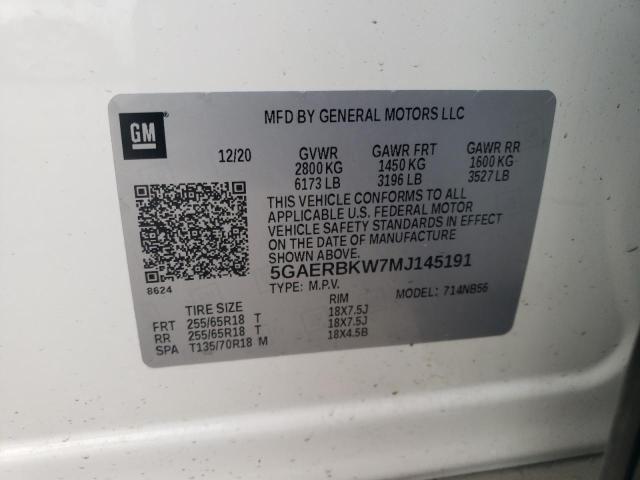 GM
MFD BY GENERAL MOTORS LLC
12/20 GVWR GAWR FRT GAWR RR
2800 KG 1450 KG 1600 KG
6173 LB 3196 LB 3527 LB
THIS VEHICLE CONFORMS TO ALL
APPLICABLE U.S. FEDERAL MOTOR
VEHICLE SAFETY STANDARDS IN EFFECT
ON THE DATE OF MANUFACTURE
SHOWN ABOVE.
8624
5GAERBKW7MJ145191
TYPE: M.P.V. MODEL: 714NB56
TIRE SIZE RIM
FRT 255/65R18 T 18X7.5J
RR 255/65R18 T 18X7.5J
SPA T135/70R18 M 18X4.5B